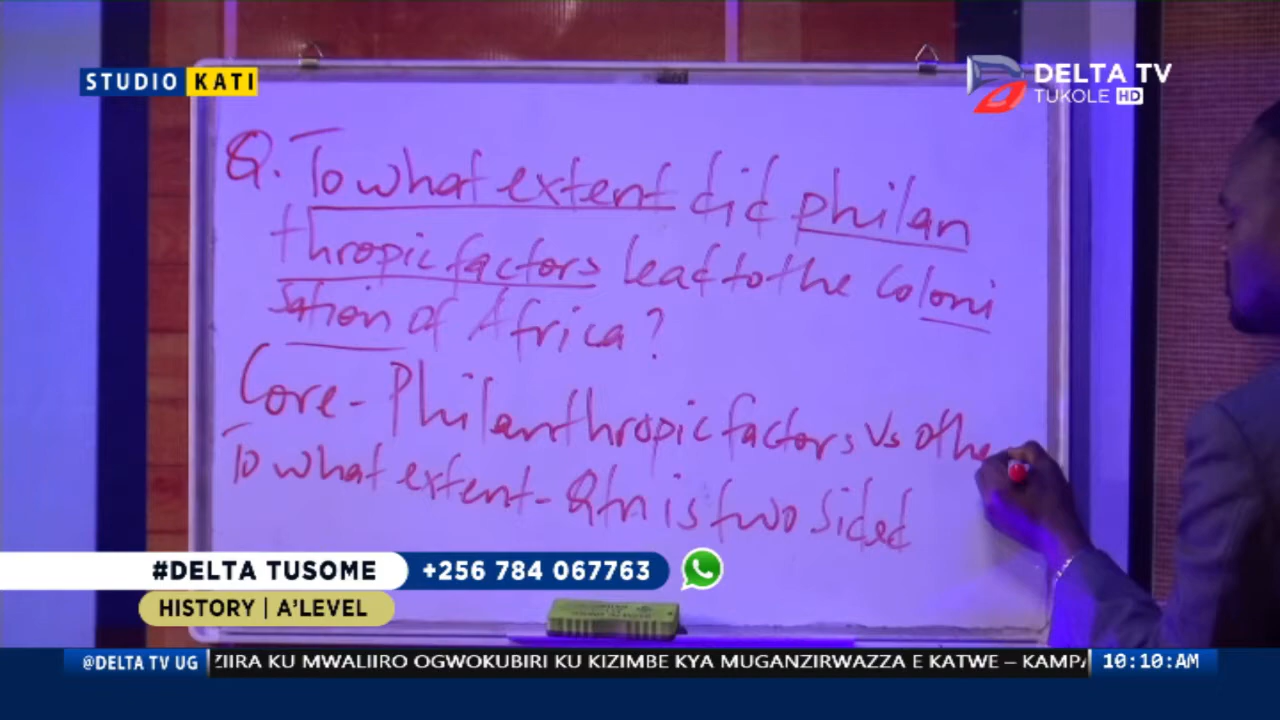 STUDIO KATI
DELTA TV
TUKOLE HD
Q. To what extent did philan
thropic factors lead to the Coloni
sation of Africa?
Core - Philanthropic factors Vs othe
To what extent - Qtn is two sided
#DELTA TUSOME
+256 784 067763
HISTORY | A'LEVEL
@DELTA TV UG
ZIIRA KU MWALIIRO OGWOKUBIRI KU KIZIMBE KYA MUGANZIRWAZZA E KATWE – KAMPA
10:10:AM